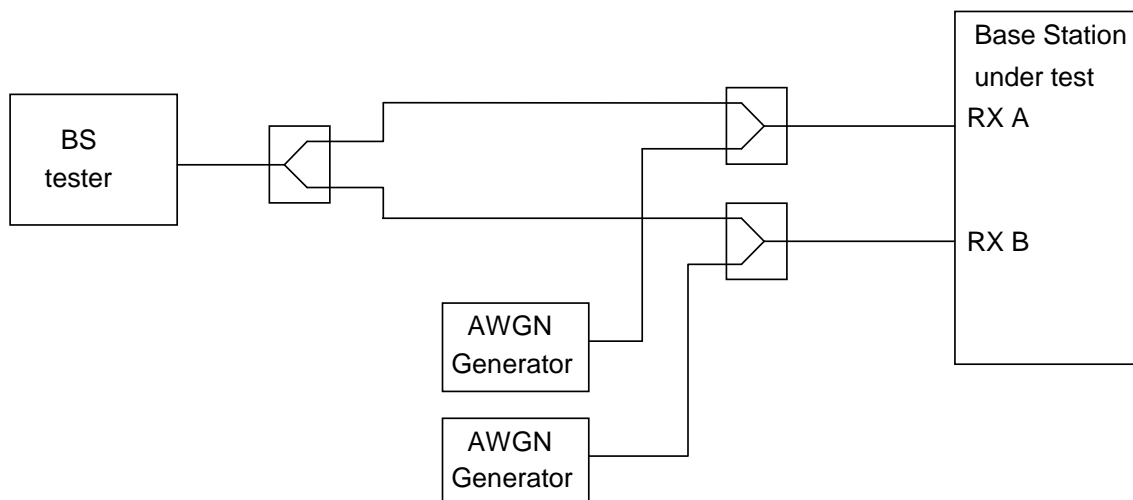 BS
tester
Base Station
under test
RX A
RX B
AWGN
Generator
AWGN
Generator